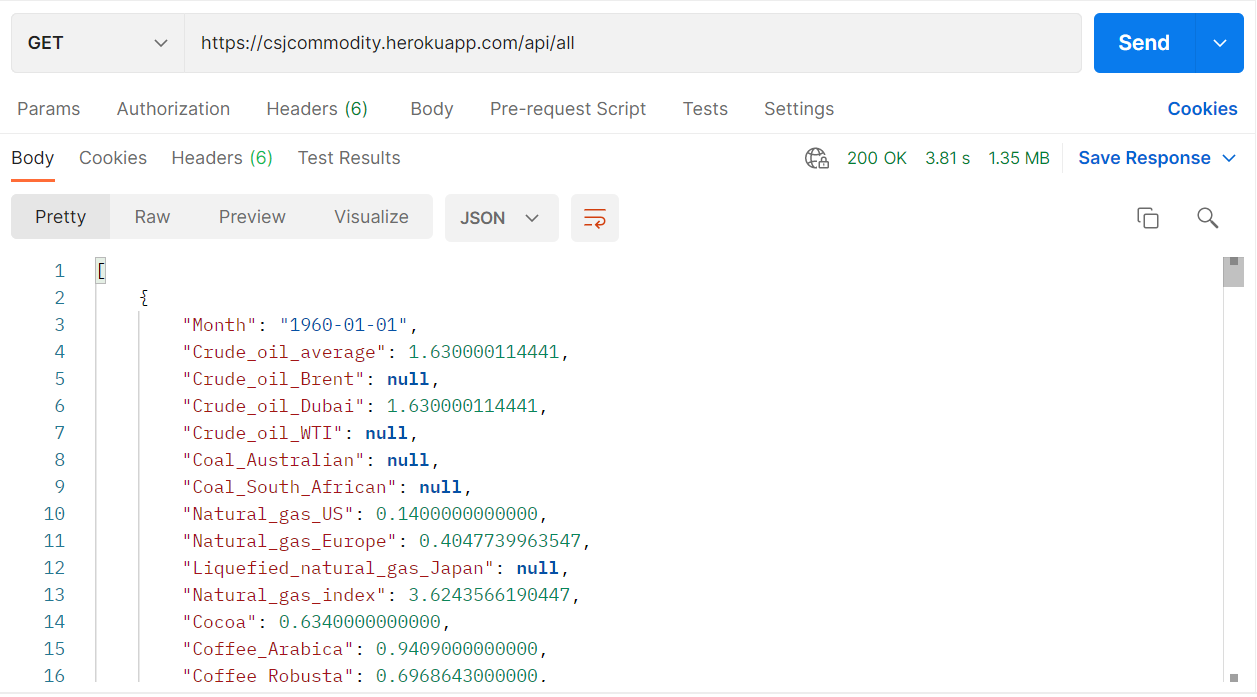 GET https://csjcommodity.herokuapp.com/api/all Send
Params Authorization Headers (6) Body Pre-request Script Tests Settings Cookies
Body Cookies Headers (6) Test Results 200 OK 3.81 s 1.35 MB Save Response
Pretty Raw Preview Visualize JSON
1 [
2 {
3 "Month": "1960-01-01",
4 "Crude_oil_average": 1.630000114441,
5 "Crude_oil_Brent": null,
6 "Crude_oil_Dubai": 1.630000114441,
7 "Crude_oil_WTI": null,
8 "Coal_Australian": null,
9 "Coal_South_African": null,
10 "Natural_gas_US": 0.1400000000000,
11 "Natural_gas_Europe": 0.4047739963547,
12 "Liquefied_natural_gas_Japan": null,
13 "Natural_gas_index": 3.6243566190447,
14 "Cocoa": 0.6340000000000,
15 "Coffee_Arabica": 0.9409000000000,
16 "Coffee_Robusta": 0.6968643000000,